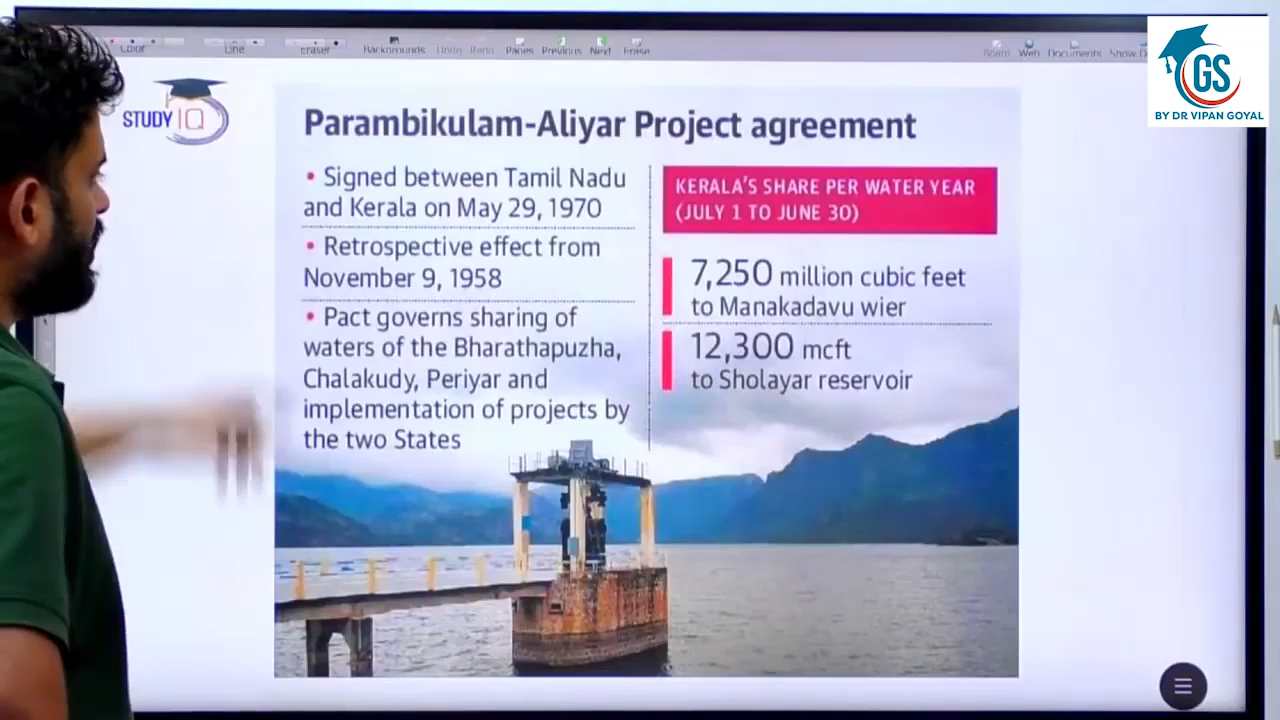 Color
Line
Eraser
Backgrounds
Undo
Redo
Pages
Previous
Next
Erase
Board
Web
Documents
GS
BY DR VIPAN GOYAL
STUDY IQ
Parambikulam-Aliyar Project agreement
• Signed between Tamil Nadu
and Kerala on May 29, 1970
• Retrospective effect from
November 9, 1958
• Pact governs sharing of
waters of the Bharathapuzha,
Chalakudy, Periyar and
implementation of projects by
the two States
KERALA'S SHARE PER WATER YEAR
(JULY 1 TO JUNE 30)
7,250 million cubic feet
to Manakadavu wier
12,300 mcft
to Sholayar reservoir